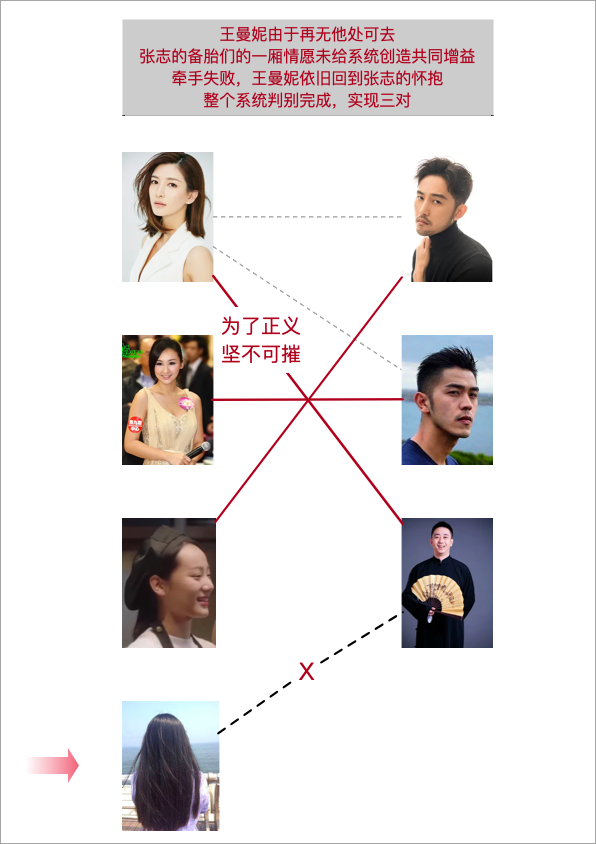 王曼妮由于再无他处可去
张志的备胎们的一厢情愿未给系统创造共同增益
牵手失败，王曼妮依旧回到张志的怀抱
整个系统判别完成，实现三对
为了正义
坚不可摧
X